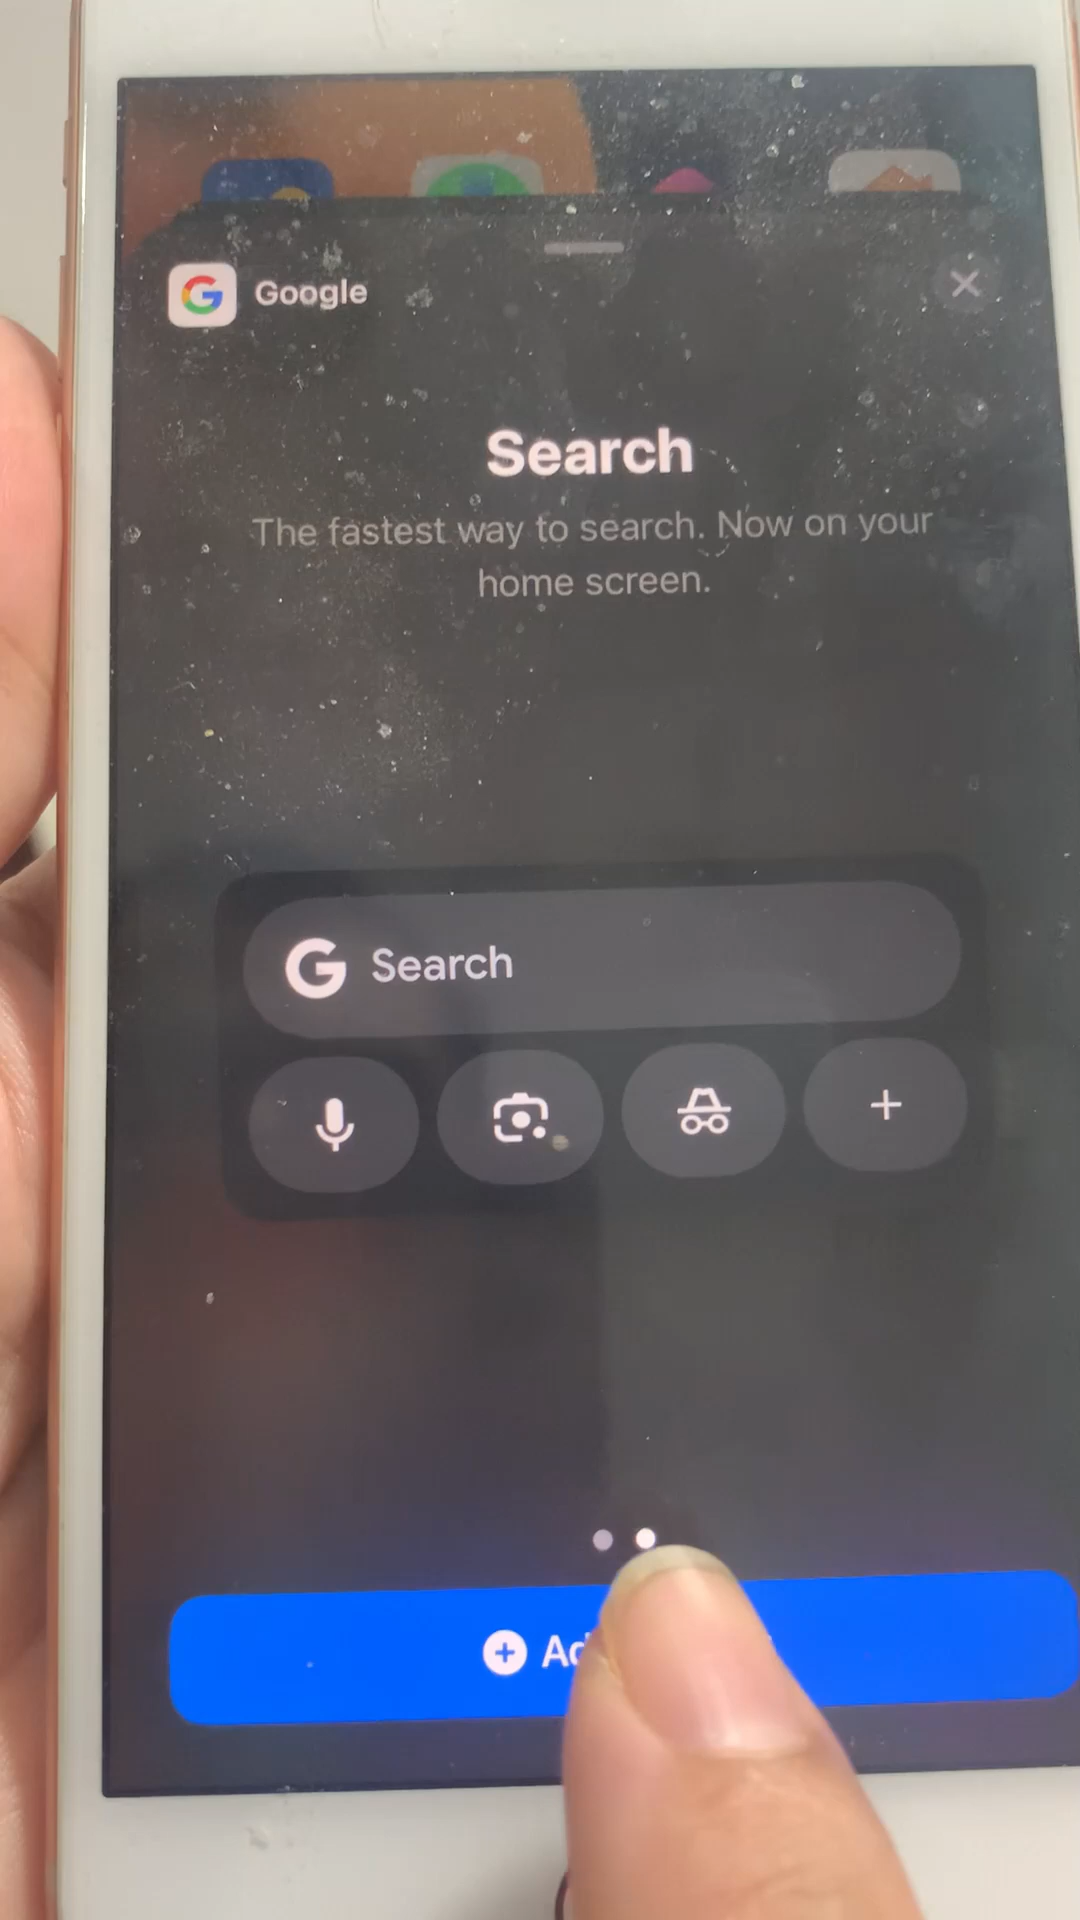 Google
Search
The fastest way to search. Now on your
home screen.
G Search